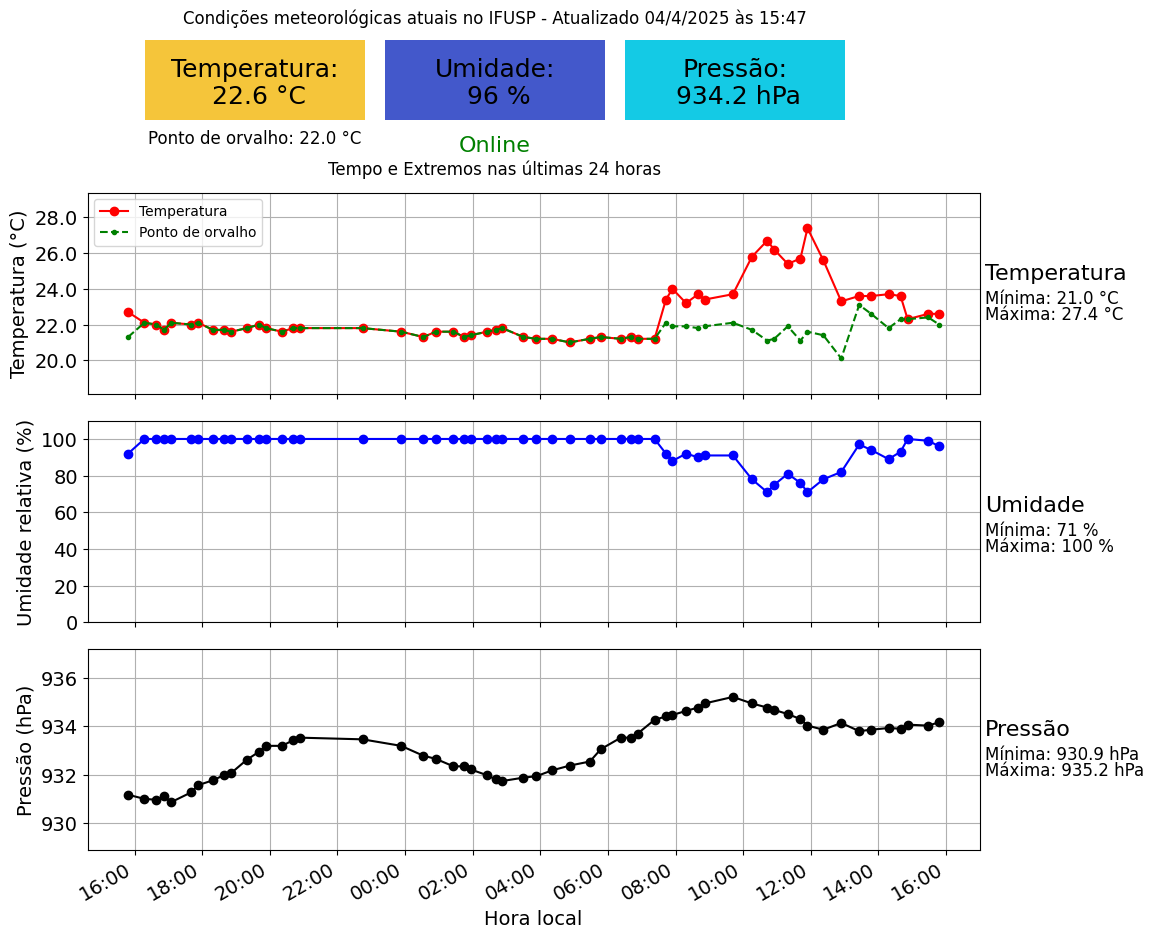 Condições meteorológicas atuais no IFUSP - Atualizado 04/4/2025 às 15:47
Temperatura:
22.6 °C
Umidade:
96 %
Pressão:
934.2 hPa
Ponto de orvalho: 22.0 °C
Online
Tempo e Extremos nas últimas 24 horas
Temperatura (°C)
28.0
26.0
24.0
22.0
20.0
Temperatura
Ponto de orvalho
Temperatura
Mínima: 21.0 °C
Máxima: 27.4 °C
Umidade relativa (%)
100
80
60
40
20
0
Umidade
Mínima: 71 %
Máxima: 100 %
Pressão (hPa)
936
934
932
930
Pressão
Mínima: 930.9 hPa
Máxima: 935.2 hPa
16:00
18:00
20:00
22:00
00:00
02:00
04:00
06:00
08:00
10:00
12:00
14:00
16:00
Hora local